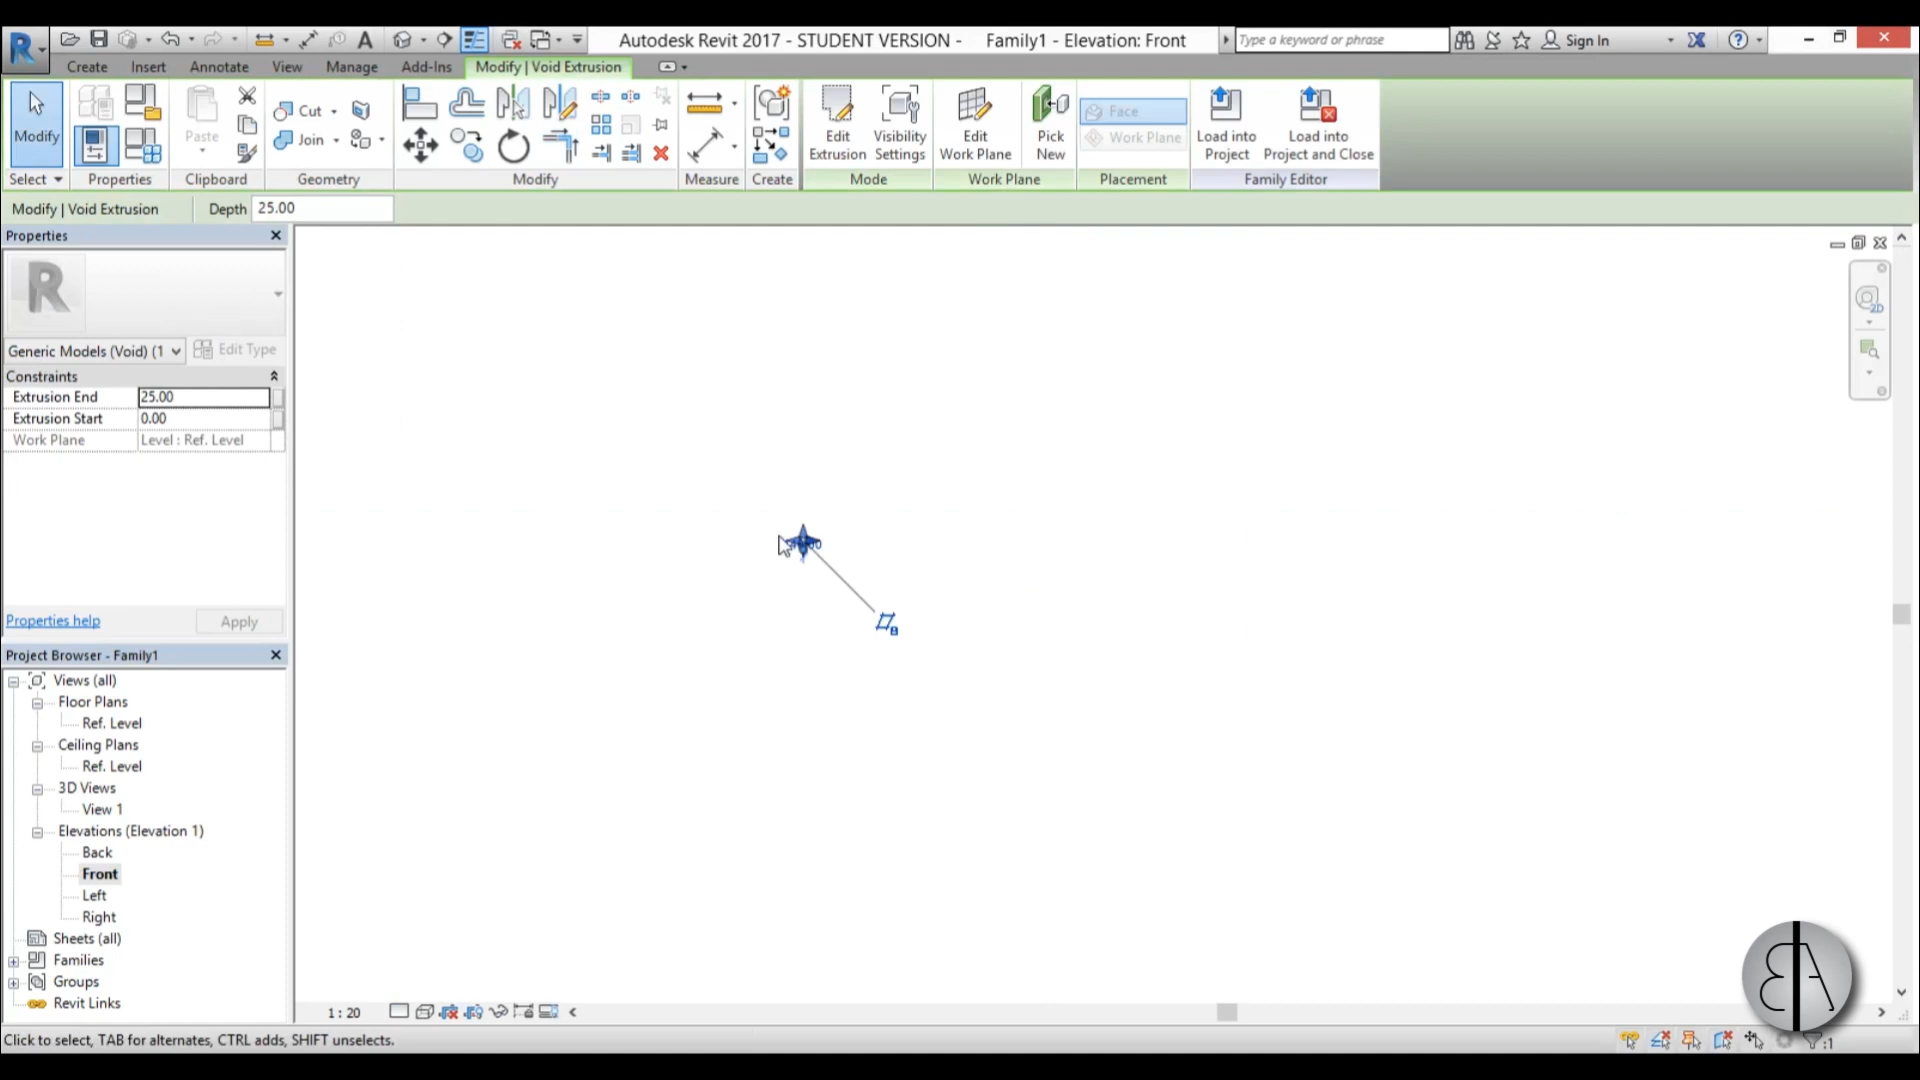 Autodesk Revit 2017 - STUDENT VERSION - Family1 - Elevation: Front
Type a keyword or phrase
Sign In
Create Insert Annotate View Manage Add-Ins Modify | Void Extrusion
Modify
Paste
Cut
Join
Edit Extrusion
Visibility Settings
Edit Work Plane
Pick New
Face
Work Plane
Load into Project
Load into Project and Close
Select Properties Clipboard Geometry Modify Measure Create Mode Work Plane Placement Family Editor
Modify | Void Extrusion Depth 25.00
Properties
R
Generic Models (Void) (1 Edit Type
Constraints
Extrusion End 25.00
Extrusion Start 0.00
Work Plane Level : Ref. Level
Properties help Apply
Project Browser - Family1
Views (all)
Floor Plans
Ref. Level
Ceiling Plans
Ref. Level
3D Views
View 1
Elevations (Elevation 1)
Back
Front
Left
Right
Sheets (all)
Families
Groups
Revit Links
2D
1 : 20
Click to select, TAB for alternates, CTRL adds, SHIFT unselects.
:1